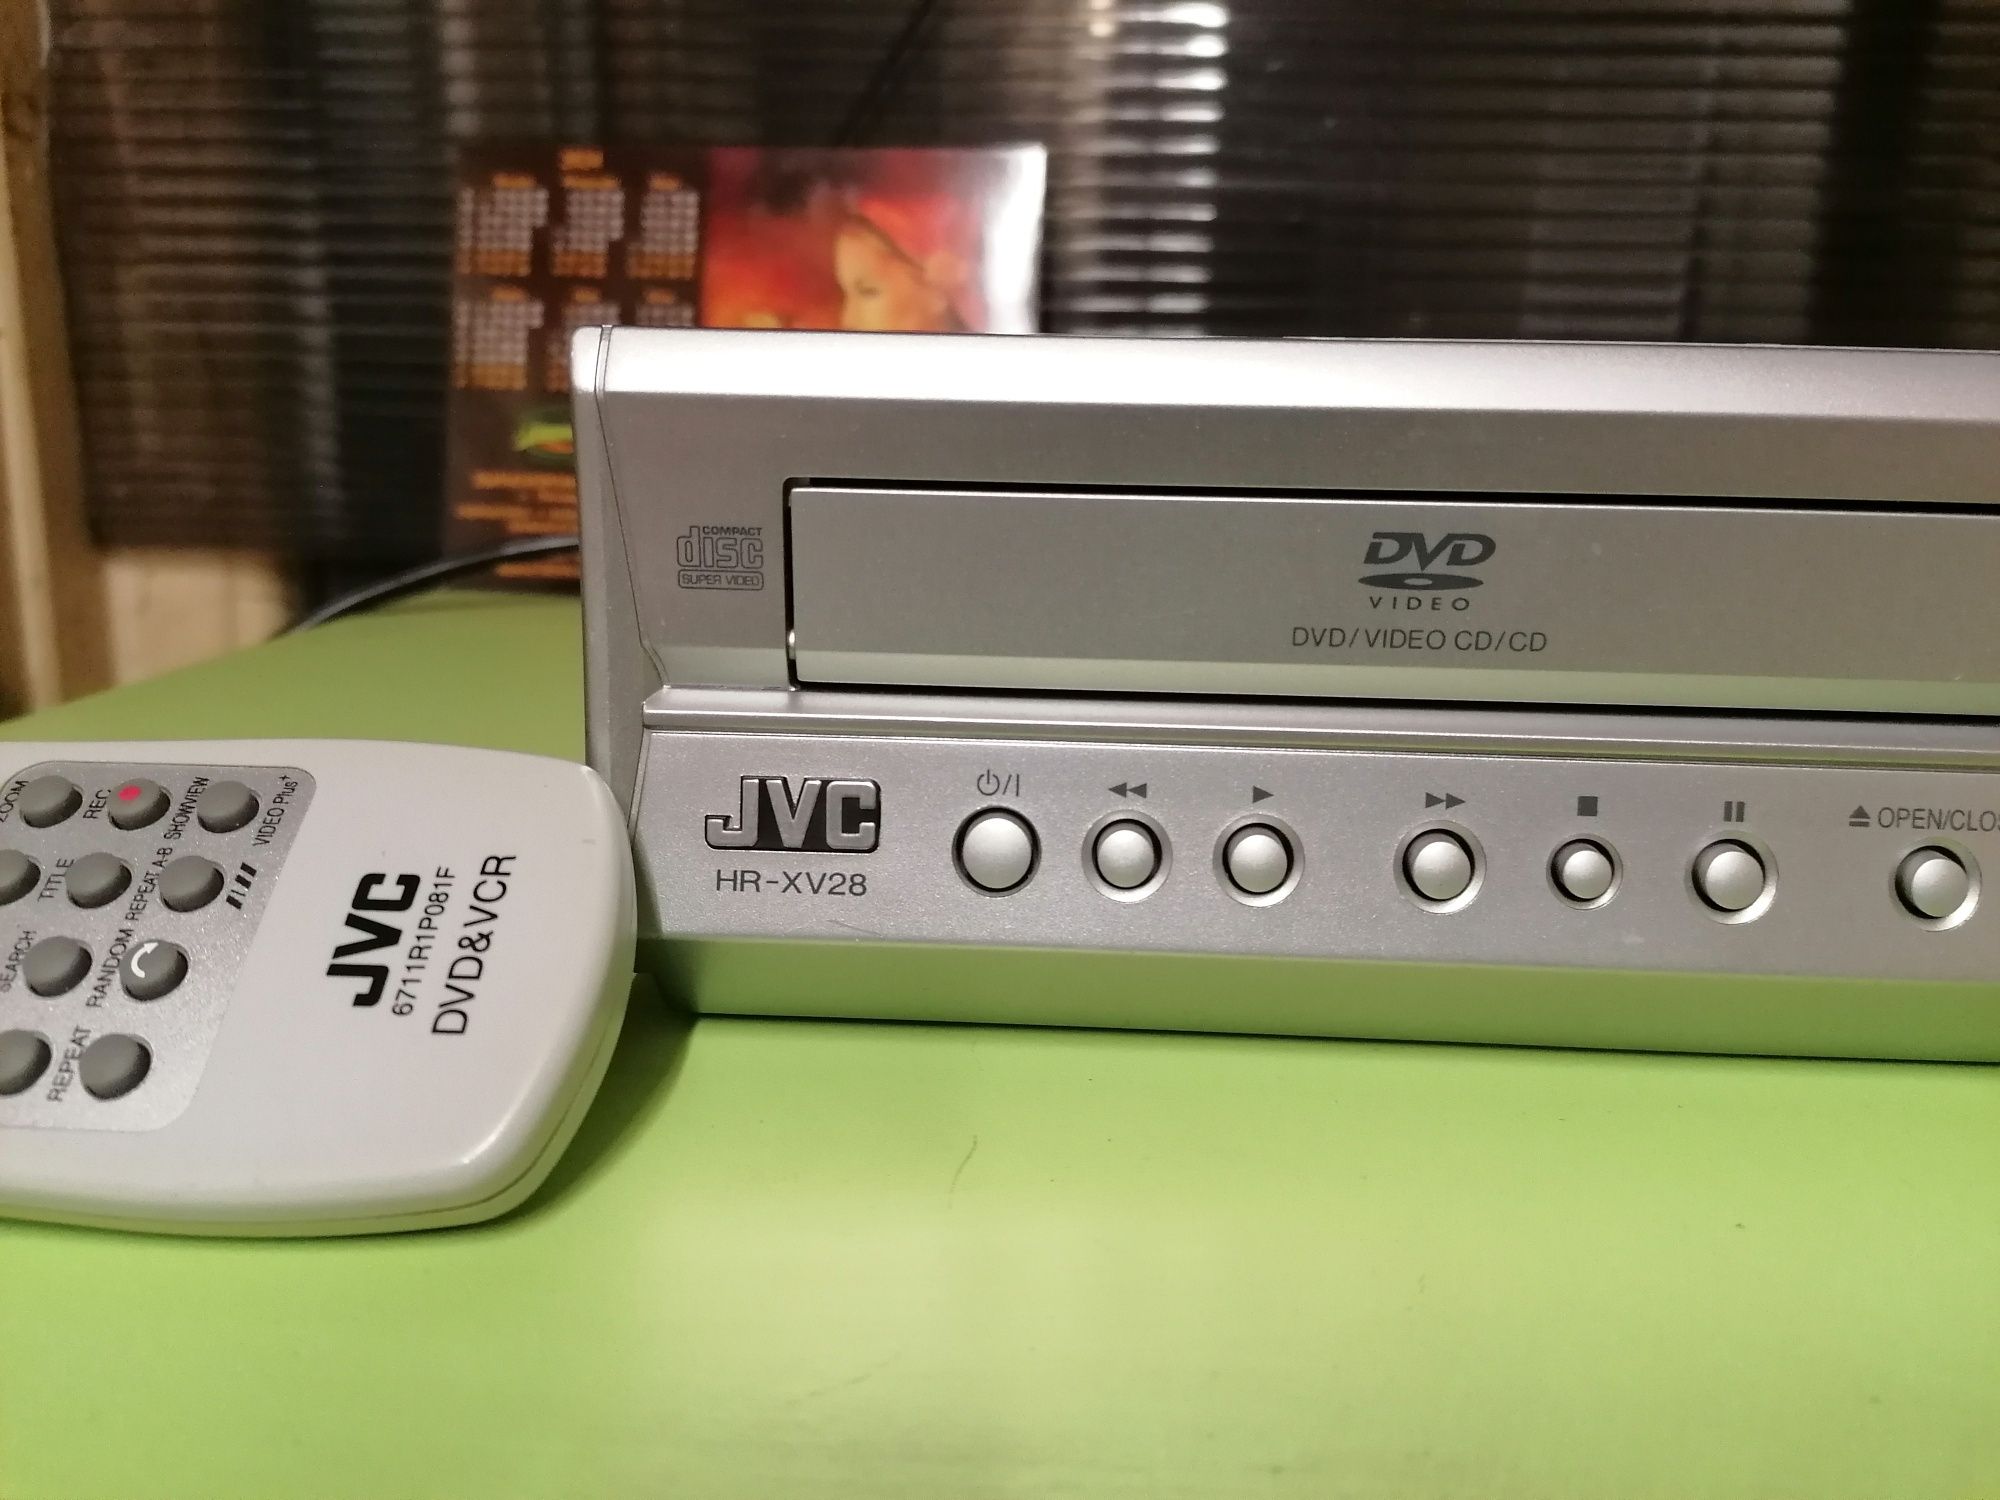 COMPACT
disc
SUPER VIDEO
DVD
VIDEO
DVD/VIDEO CD/CD
JVC
HR-XV28
⏻/I
◀◀
▶
▶▶
■
▮▮
⏏ OPEN/CLOS
ZOOM
REC
SHOWVIEW
VIDEO Plus+
TITLE
REPEAT A-B
SEARCH
RANDOM
REPEAT
JVC
6711R1P081F
DVD&VCR